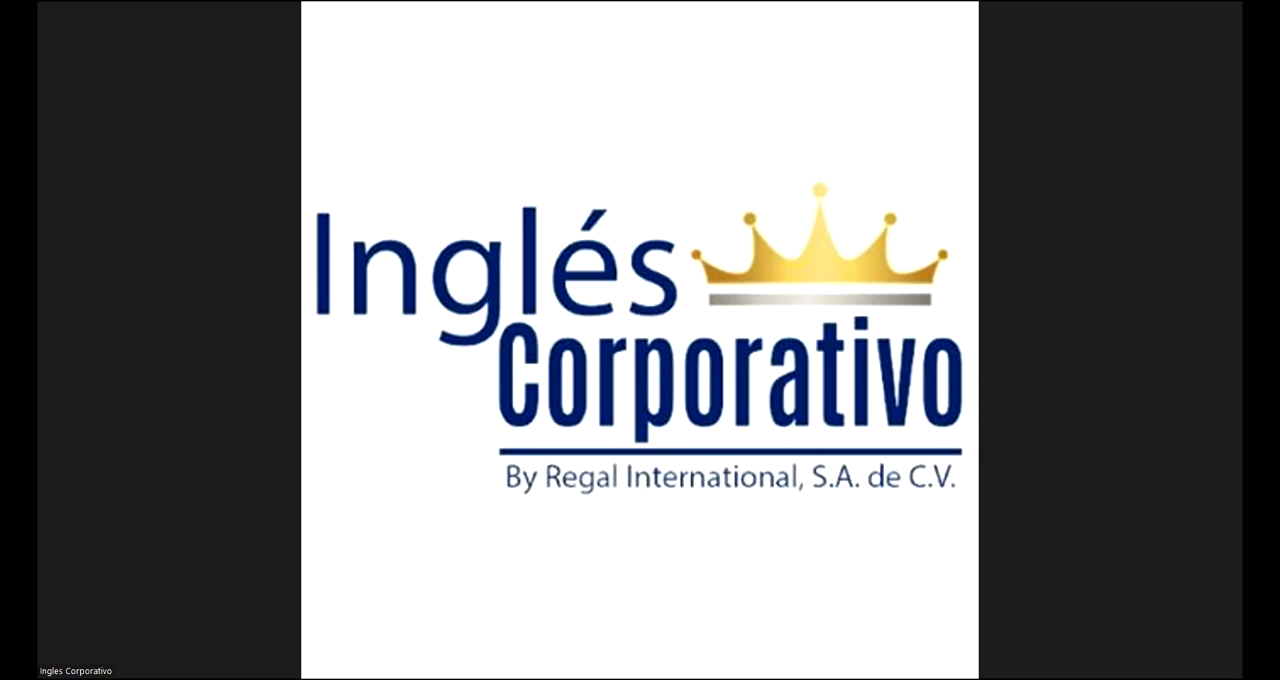 Inglés
Corporativo
By Regal International, S.A. de C.V.
Ingles Corporativo